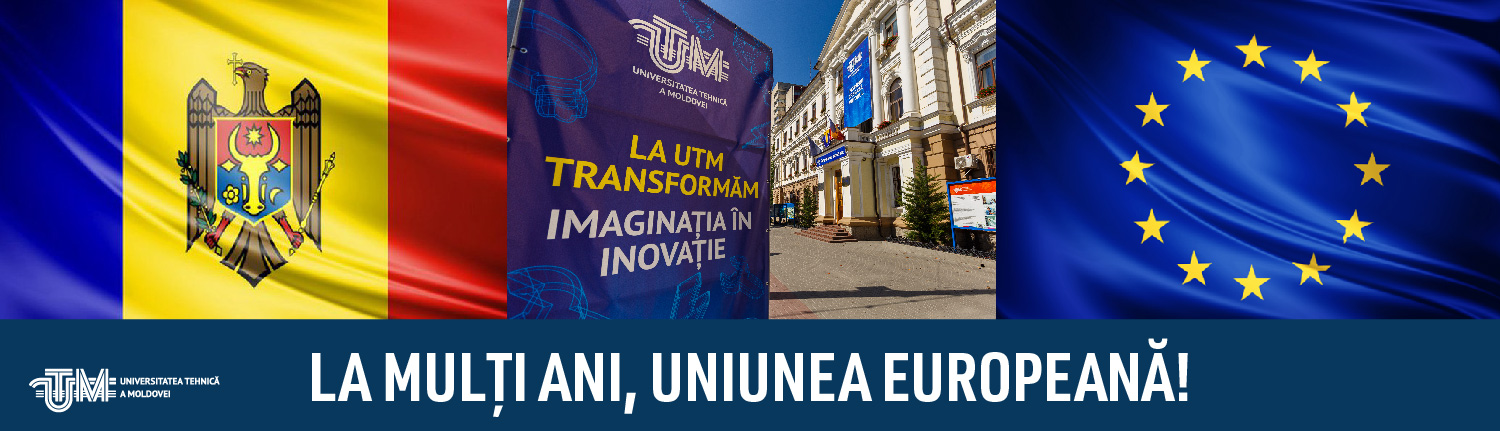 UTM
UNIVERSITATEA TEHNICĂ
A MOLDOVEI
LA UTM
TRANSFORMĂM
IMAGINAȚIA ÎN
INOVAȚIE
UTM
UTM
UNIVERSITATEA TEHNICĂ
A MOLDOVEI
LA MULȚI ANI, UNIUNEA EUROPEANĂ!